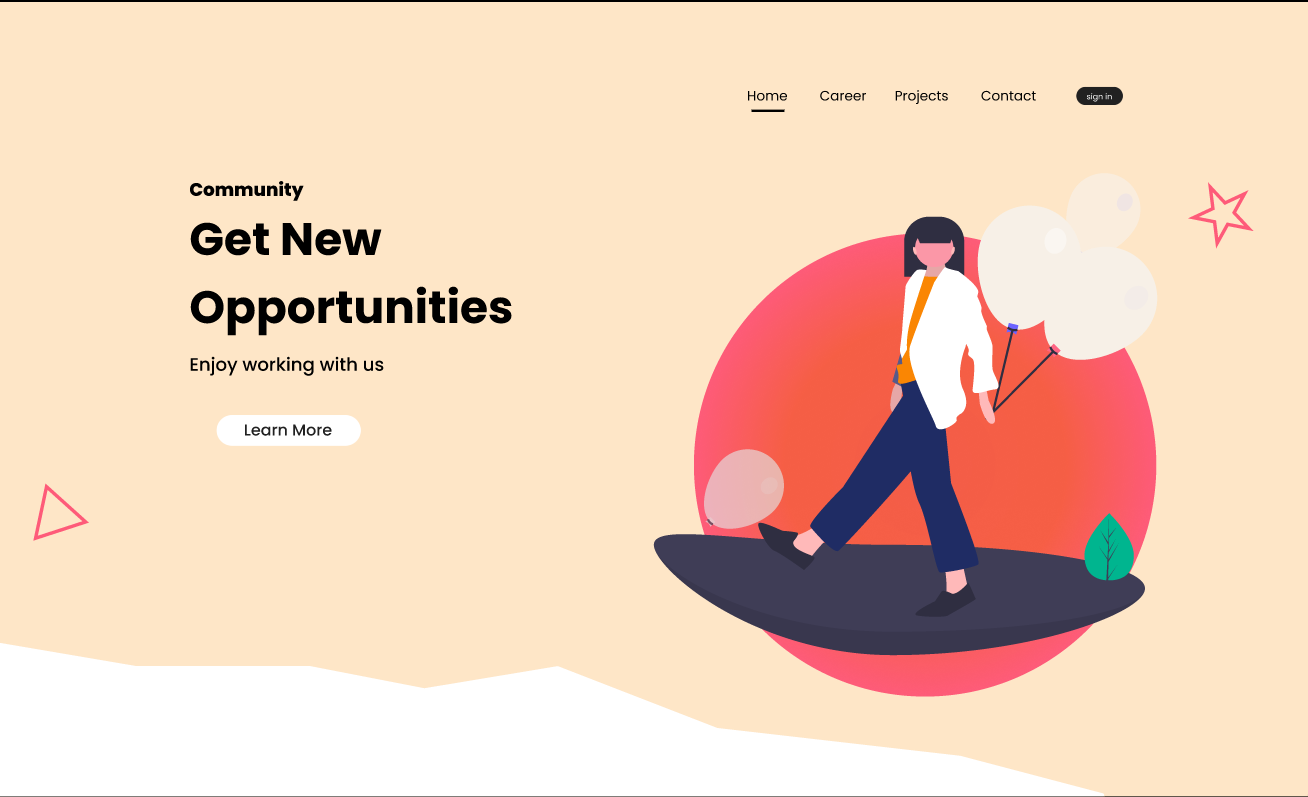 Home Career Projects Contact sign in
Community
Get New
Opportunities
Enjoy working with us
Learn More